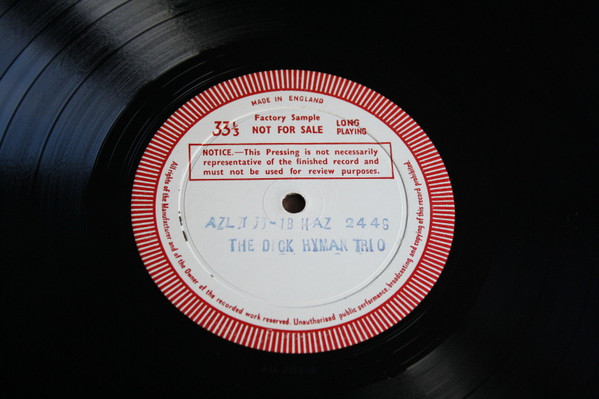 MADE IN ENGLAND
Factory Sample
33⅓ NOT FOR SALE LONG PLAYING
NOTICE.—This Pressing is not necessarily
representative of the finished record and
must not be used for review purposes.
HAZ 2446
THE DICK HYMAN TRIO
All rights of the Manufacturer and of the Owner of the recorded work reserved. Unauthorised public performance, broadcasting, and copying of this record prohibited.